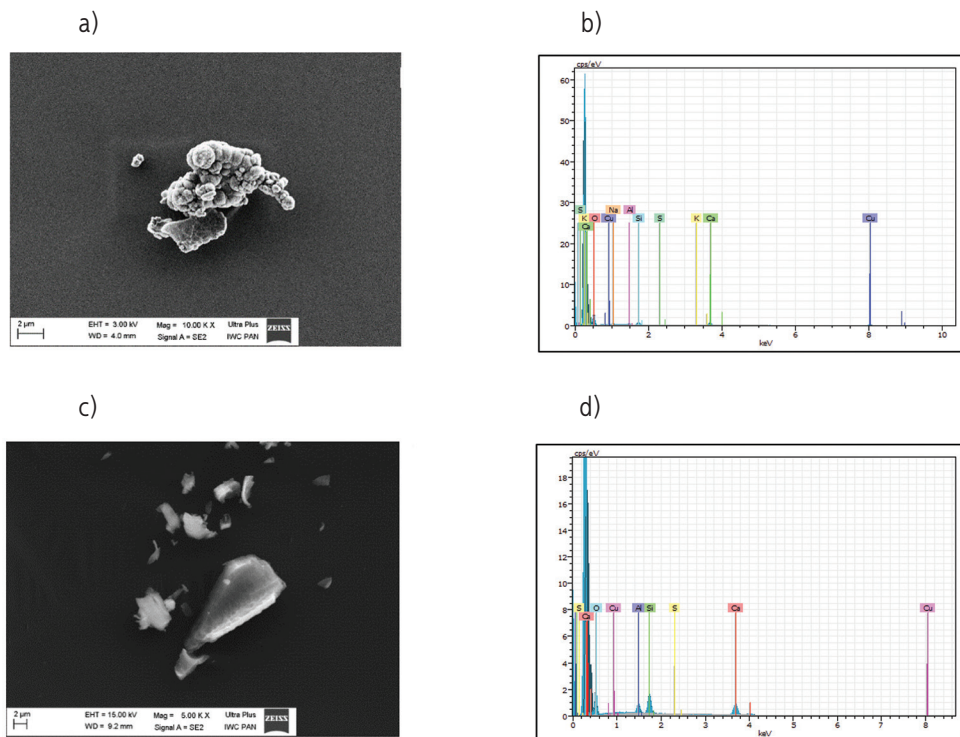 a)
2 µm
EHT = 3.00 kV Mag = 10.00 K X Ultra Plus
WD = 4.0 mm Signal A = SE2 IWC PAN
ZEISS
b)
cps/eV
60
50
40
30
20
10
0
S Na Al
K O Cu Si S K Ca Cu
Ca
0 2 4 6 8 10
keV
c)
2 µm
EHT = 15.00 kV Mag = 5.00 K X Ultra Plus
WD = 9.2 mm Signal A = SE2 IWC PAN
ZEISS
d)
cps/eV
18
16
14
12
10
8
6
4
2
0
S O Cu Al Si S Ca Cu
0 1 2 3 4 5 6 7 8
keV